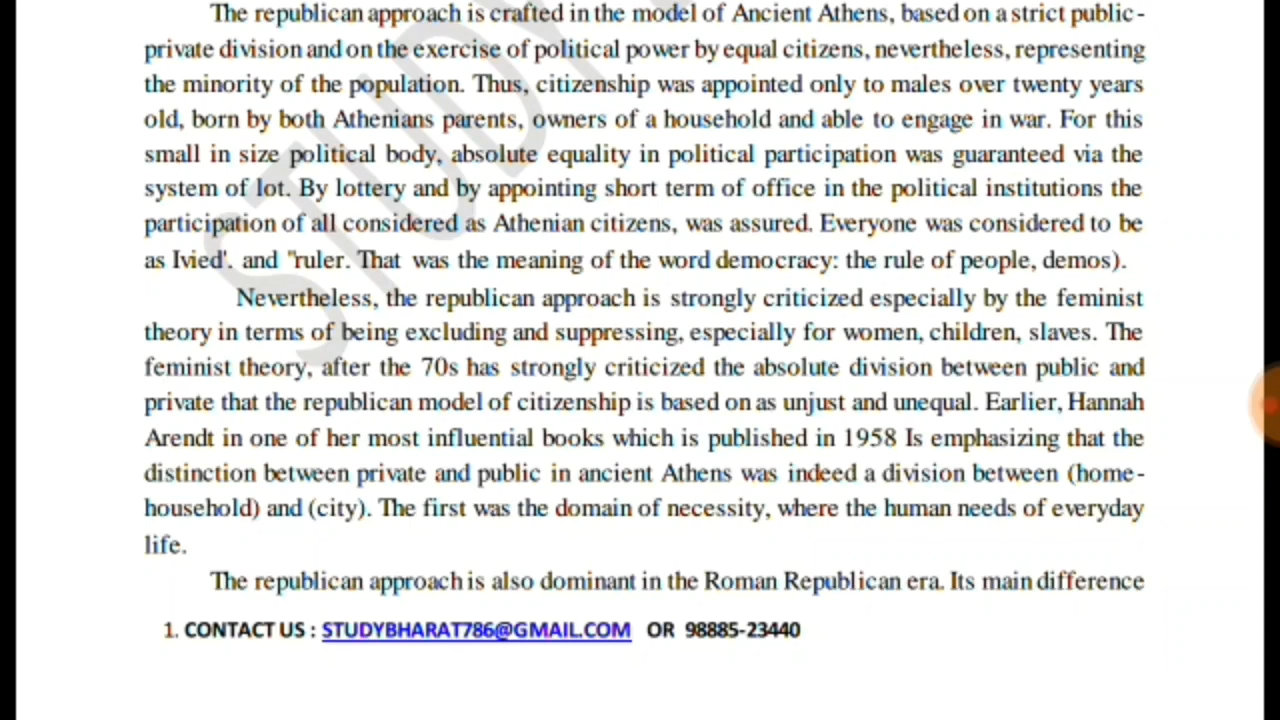 The republican approach is crafted in the model of Ancient Athens, based on a strict public-
private division and on the exercise of political power by equal citizens, nevertheless, representing
the minority of the population. Thus, citizenship was appointed only to males over twenty years
old, born by both Athenians parents, owners of a household and able to engage in war. For this
small in size political body, absolute equality in political participation was guaranteed via the
system of lot. By lottery and by appointing short term of office in the political institutions the
participation of all considered as Athenian citizens, was assured. Everyone was considered to be
as Ivied'. and "ruler. That was the meaning of the word democracy: the rule of people, demos).
Nevertheless, the republican approach is strongly criticized especially by the feminist
theory in terms of being excluding and suppressing, especially for women, children, slaves. The
feminist theory, after the 70s has strongly criticized the absolute division between public and
private that the republican model of citizenship is based on as unjust and unequal. Earlier, Hannah
Arendt in one of her most influential books which is published in 1958 Is emphasizing that the
distinction between private and public in ancient Athens was indeed a division between (home-
household) and (city). The first was the domain of necessity, where the human needs of everyday
life.
The republican approach is also dominant in the Roman Republican era. Its main difference
1. CONTACT US : STUDYBHARAT786@GMAIL.COM OR 98885-23440
STUDY